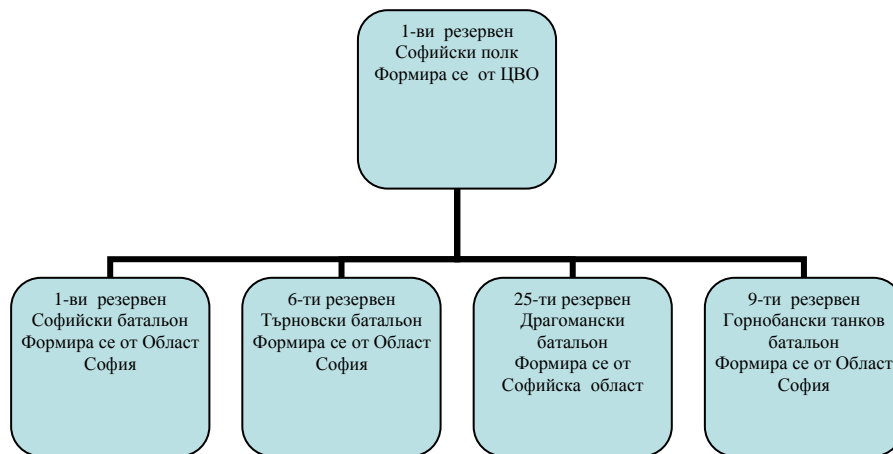 1-ви резервен
Софийски полк
Формира се от ЦВО
1-ви резервен
Софийски батальон
Формира се от Област
София
6-ти резервен
Търновски батальон
Формира се от Област
София
25-ти резервен
Драгомански
батальон
Формира се от
Софийска област
9-ти резервен
Горнобански танков
батальон
Формира се от Област
София